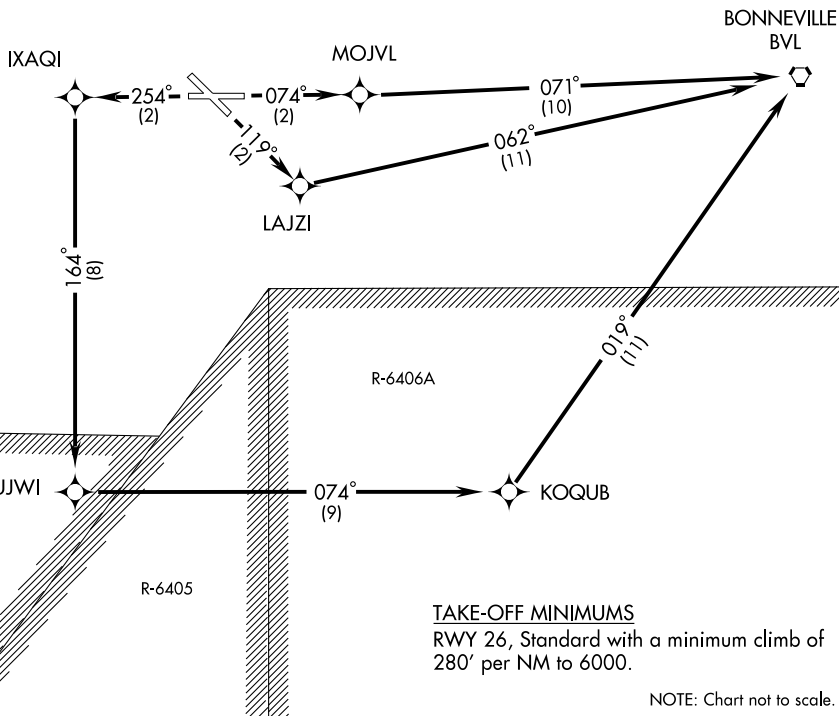 BONNEVILLE
BVL
IXAQI
MOJVL
254°
(2)
074°
(2)
071°
(10)
119°
(2)
062°
(11)
LAJZI
164°
(8)
019°
(11)
R-6406A
JJWI
074°
(9)
KOQUB
R-6405
TAKE-OFF MINIMUMS
RWY 26, Standard with a minimum climb of
280' per NM to 6000.
NOTE: Chart not to scale.